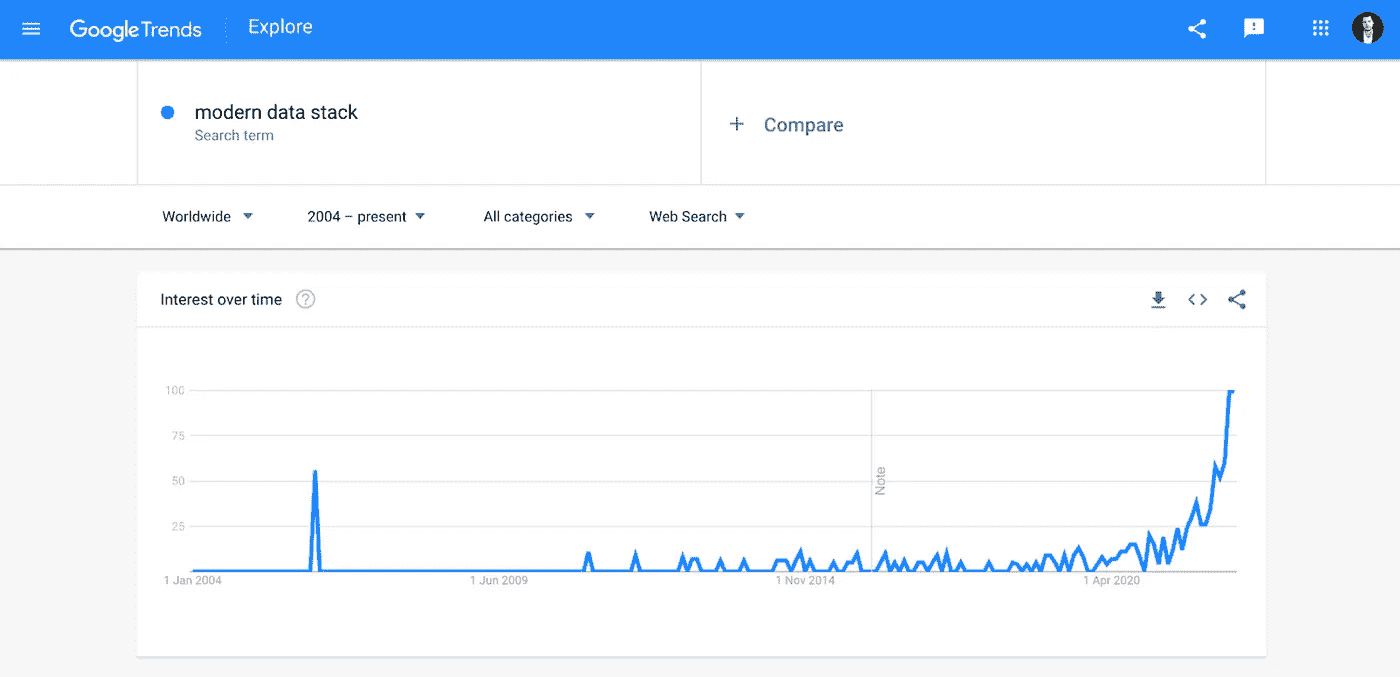 Google Trends
Explore
modern data stack
Search term
+ Compare
Worldwide
2004 – present
All categories
Web Search
Interest over time
?
100
75
50
25
Note
1 Jan 2004
1 Jun 2009
1 Nov 2014
1 Apr 2020